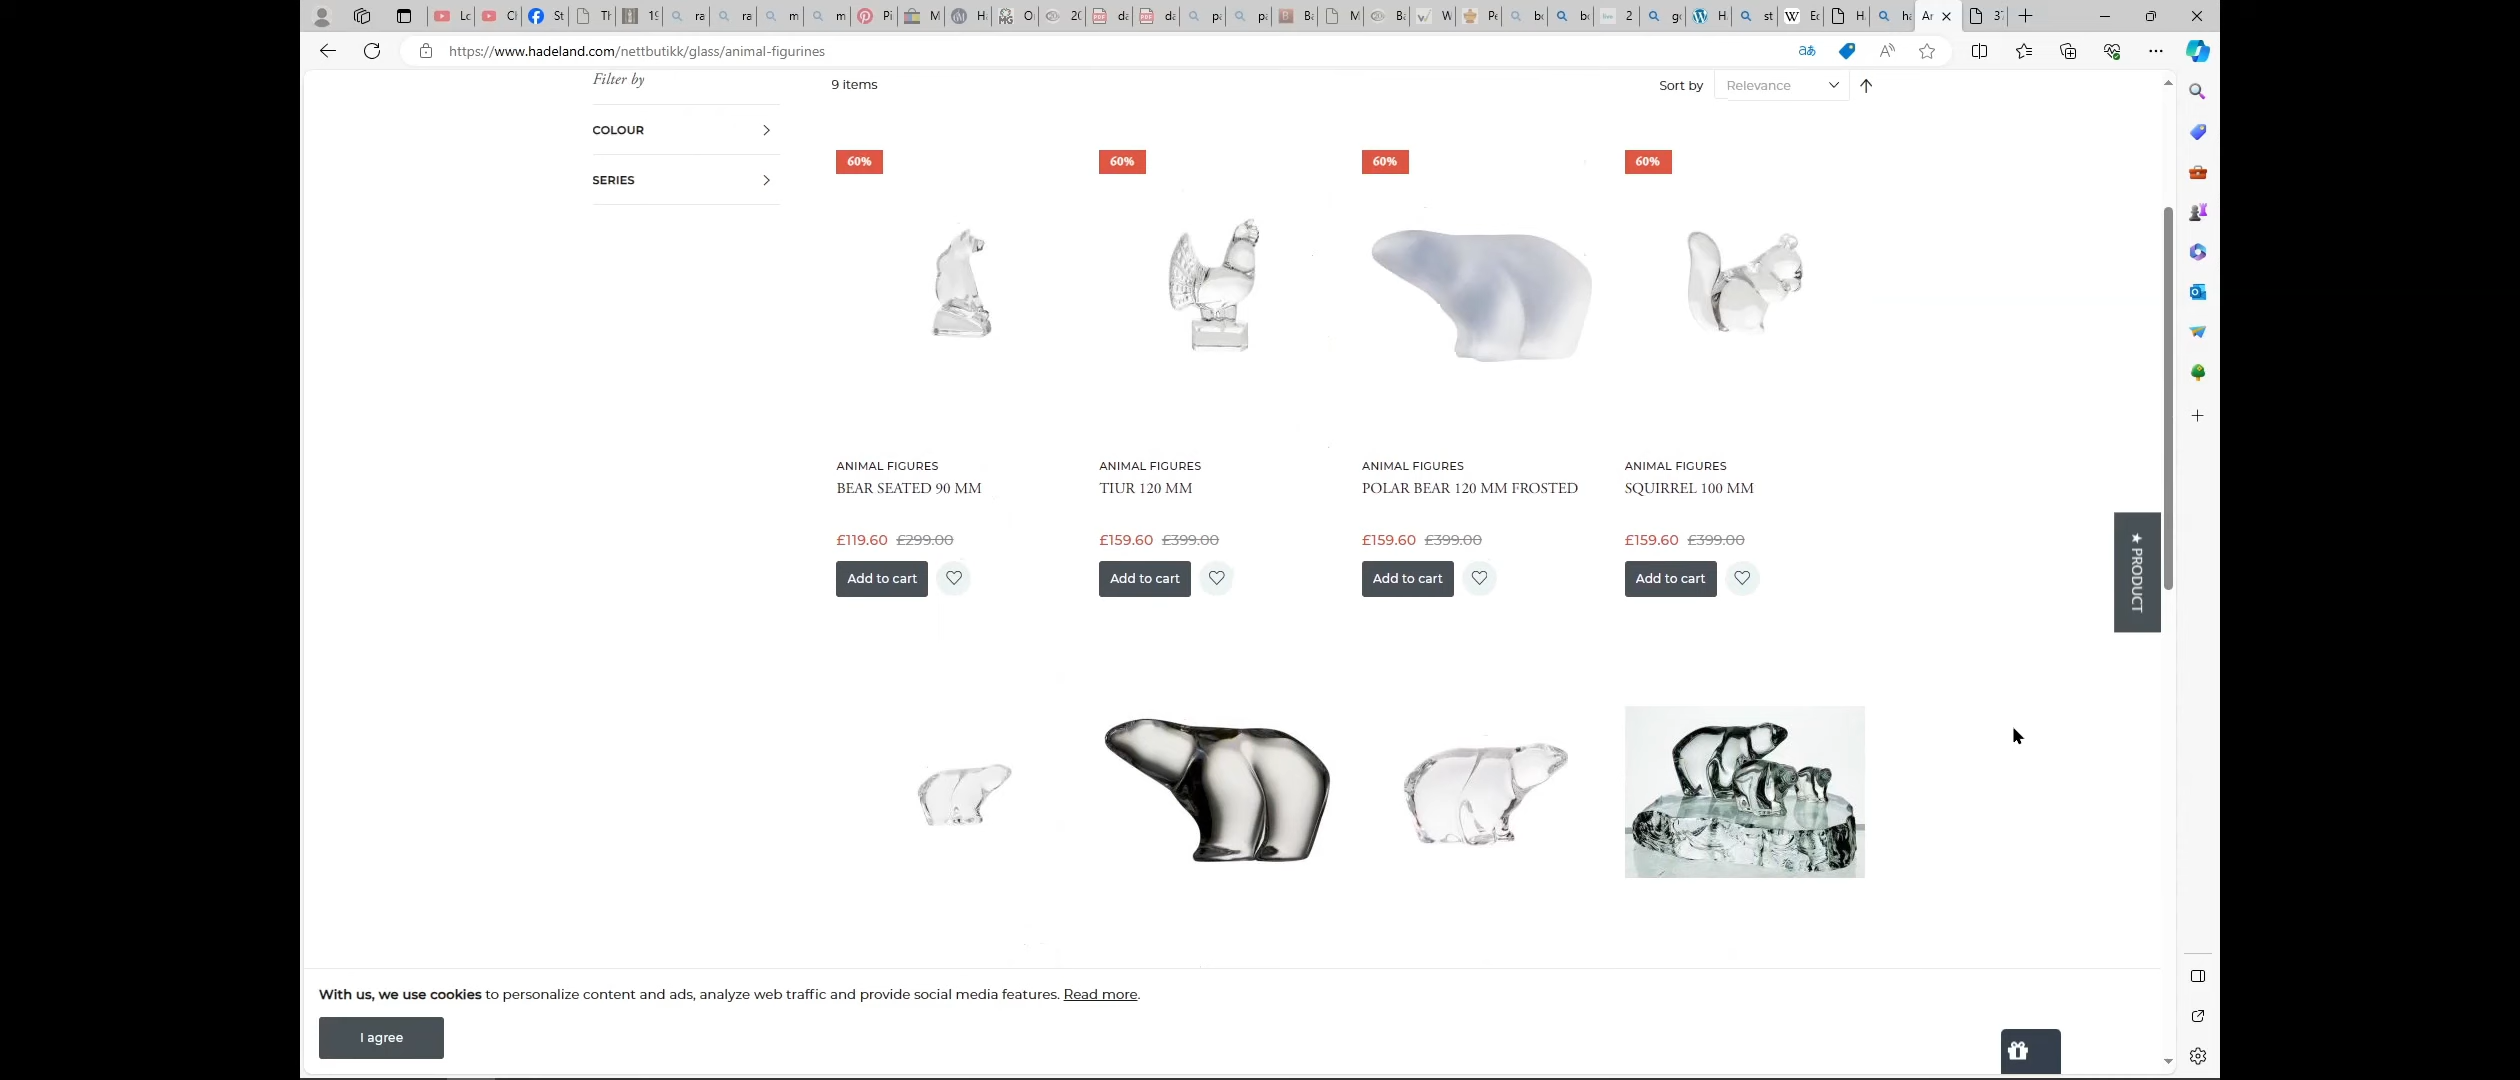 https://www.hadeland.com/nettbutikk/glass/animal-figurines
Filter by
COLOUR
SERIES
9 items
Sort by Relevance
60% 60% 60% 60%
ANIMAL FIGURES
BEAR SEATED 90 MM
£119.60 £299.00
Add to cart
ANIMAL FIGURES
TIUR 120 MM
£159.60 £399.00
Add to cart
ANIMAL FIGURES
POLAR BEAR 120 MM FROSTED
£159.60 £399.00
Add to cart
ANIMAL FIGURES
SQUIRREL 100 MM
£159.60 £399.00
Add to cart
★ PRODUCT
With us, we use cookies to personalize content and ads, analyze web traffic and provide social media features. Read more.
I agree